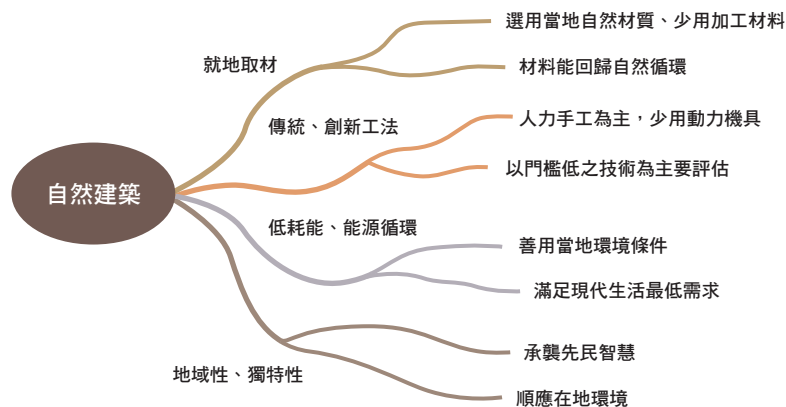 自然建築
就地取材
選用當地自然材質、少用加工材料
材料能回歸自然循環
傳統、創新工法
人力手工為主，少用動力機具
以門檻低之技術為主要評估
低耗能、能源循環
善用當地環境條件
滿足現代生活最低需求
地域性、獨特性
承襲先民智慧
順應在地環境